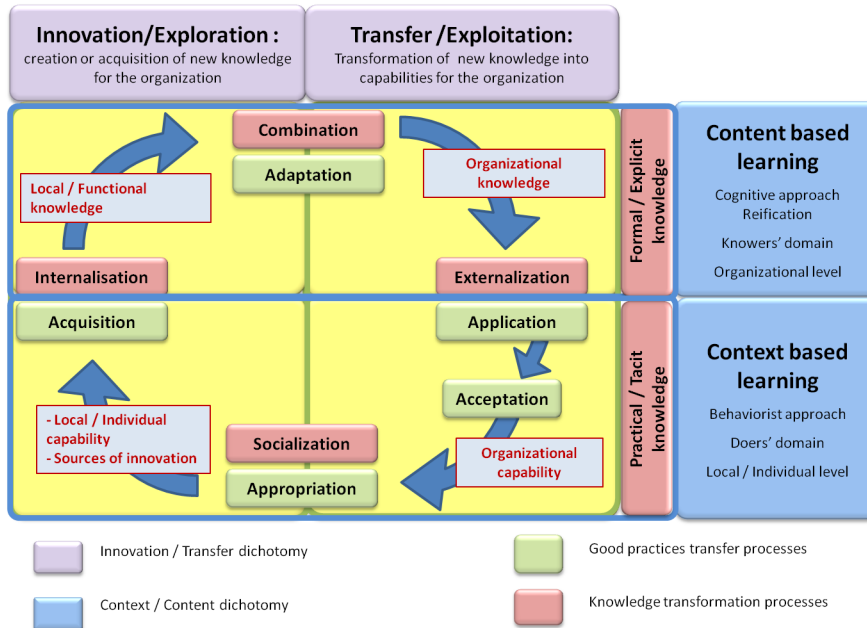 Innovation/Exploration :
creation or acquisition of new knowledge
for the organization
Transfer /Exploitation:
Transformation of new knowledge into
capabilities for the organization
Combination
Adaptation
Local / Functional
knowledge
Organizational
knowledge
Internalisation
Externalization
Formal / Explicit
knowledge
Content based
learning
Cognitive approach
Reification
Knowers' domain
Organizational level
Acquisition
Application
Acceptation
- Local / Individual
capability
- Sources of innovation
Socialization
Appropriation
Organizational
capability
Practical / Tacit
knowledge
Context based
learning
Behaviorist approach
Doers' domain
Local / Individual level
Innovation / Transfer dichotomy
Good practices transfer processes
Context / Content dichotomy
Knowledge transformation processes